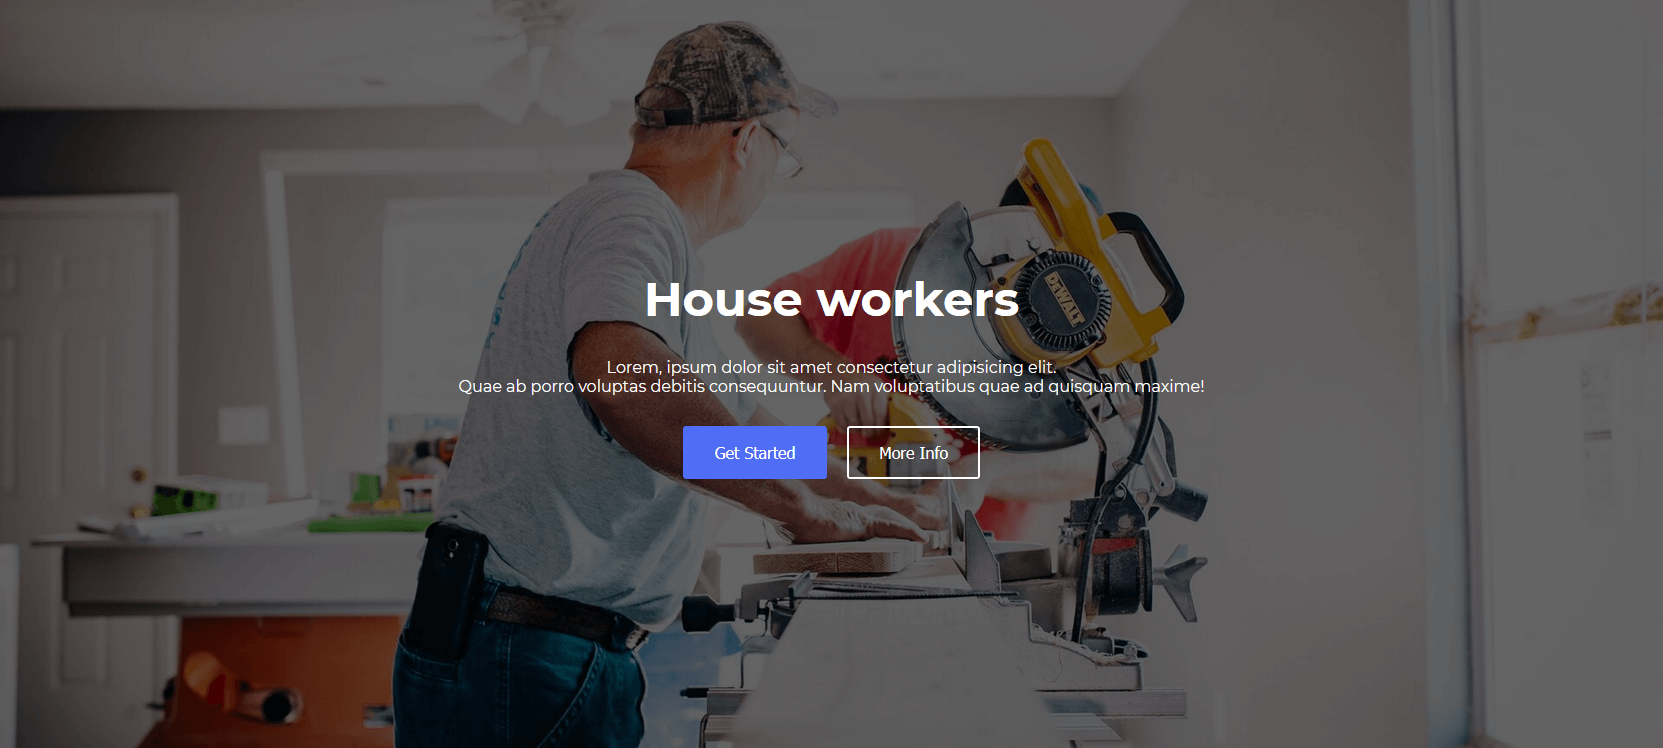 House workers
Lorem, ipsum dolor sit amet consectetur adipisicing elit.
Quae ab porro voluptas debitis consequuntur. Nam voluptatibus quae ad quisquam maxime!
Get Started
More Info
DEWALT